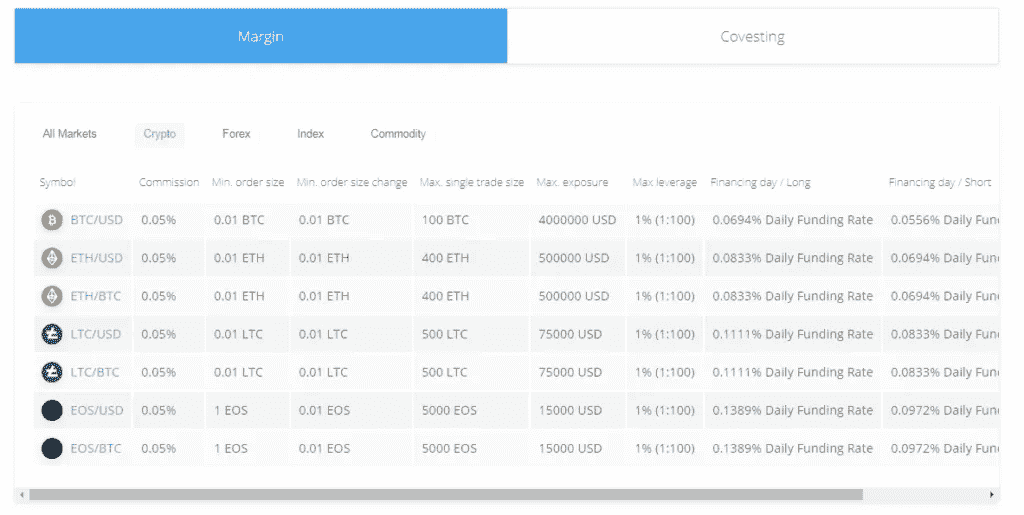 Margin Covesting
All Markets Crypto Forex Index Commodity
Symbol Commission Min. order size Min. order size change Max. single trade size Max. exposure Max leverage Financing day / Long Financing day / Short
BTC/USD 0.05% 0.01 BTC 0.01 BTC 100 BTC 4000000 USD 1% (1:100) 0.0694% Daily Funding Rate 0.0556% Daily Fun
ETH/USD 0.05% 0.01 ETH 0.01 ETH 400 ETH 500000 USD 1% (1:100) 0.0833% Daily Funding Rate 0.0694% Daily Fun
ETH/BTC 0.05% 0.01 ETH 0.01 ETH 400 ETH 500000 USD 1% (1:100) 0.0833% Daily Funding Rate 0.0694% Daily Fun
LTC/USD 0.05% 0.01 LTC 0.01 LTC 500 LTC 75000 USD 1% (1:100) 0.1111% Daily Funding Rate 0.0833% Daily Fun
LTC/BTC 0.05% 0.01 LTC 0.01 LTC 500 LTC 75000 USD 1% (1:100) 0.1111% Daily Funding Rate 0.0833% Daily Fun
EOS/USD 0.05% 1 EOS 0.01 EOS 5000 EOS 15000 USD 1% (1:100) 0.1389% Daily Funding Rate 0.0972% Daily Fun
EOS/BTC 0.05% 1 EOS 0.01 EOS 5000 EOS 15000 USD 1% (1:100) 0.1389% Daily Funding Rate 0.0972% Daily Fun